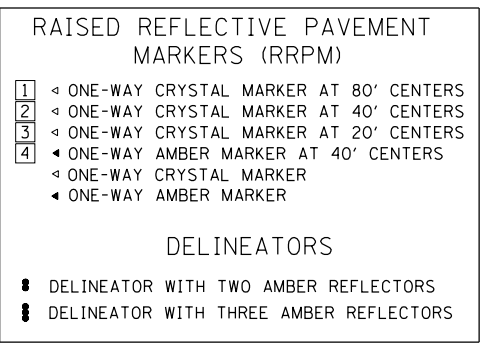 RAISED REFLECTIVE PAVEMENT
MARKERS (RRPM)
1 ONE-WAY CRYSTAL MARKER AT 80' CENTERS
2 ONE-WAY CRYSTAL MARKER AT 40' CENTERS
3 ONE-WAY CRYSTAL MARKER AT 20' CENTERS
4 ONE-WAY AMBER MARKER AT 40' CENTERS
ONE-WAY CRYSTAL MARKER
ONE-WAY AMBER MARKER
DELINEATORS
DELINEATOR WITH TWO AMBER REFLECTORS
DELINEATOR WITH THREE AMBER REFLECTORS